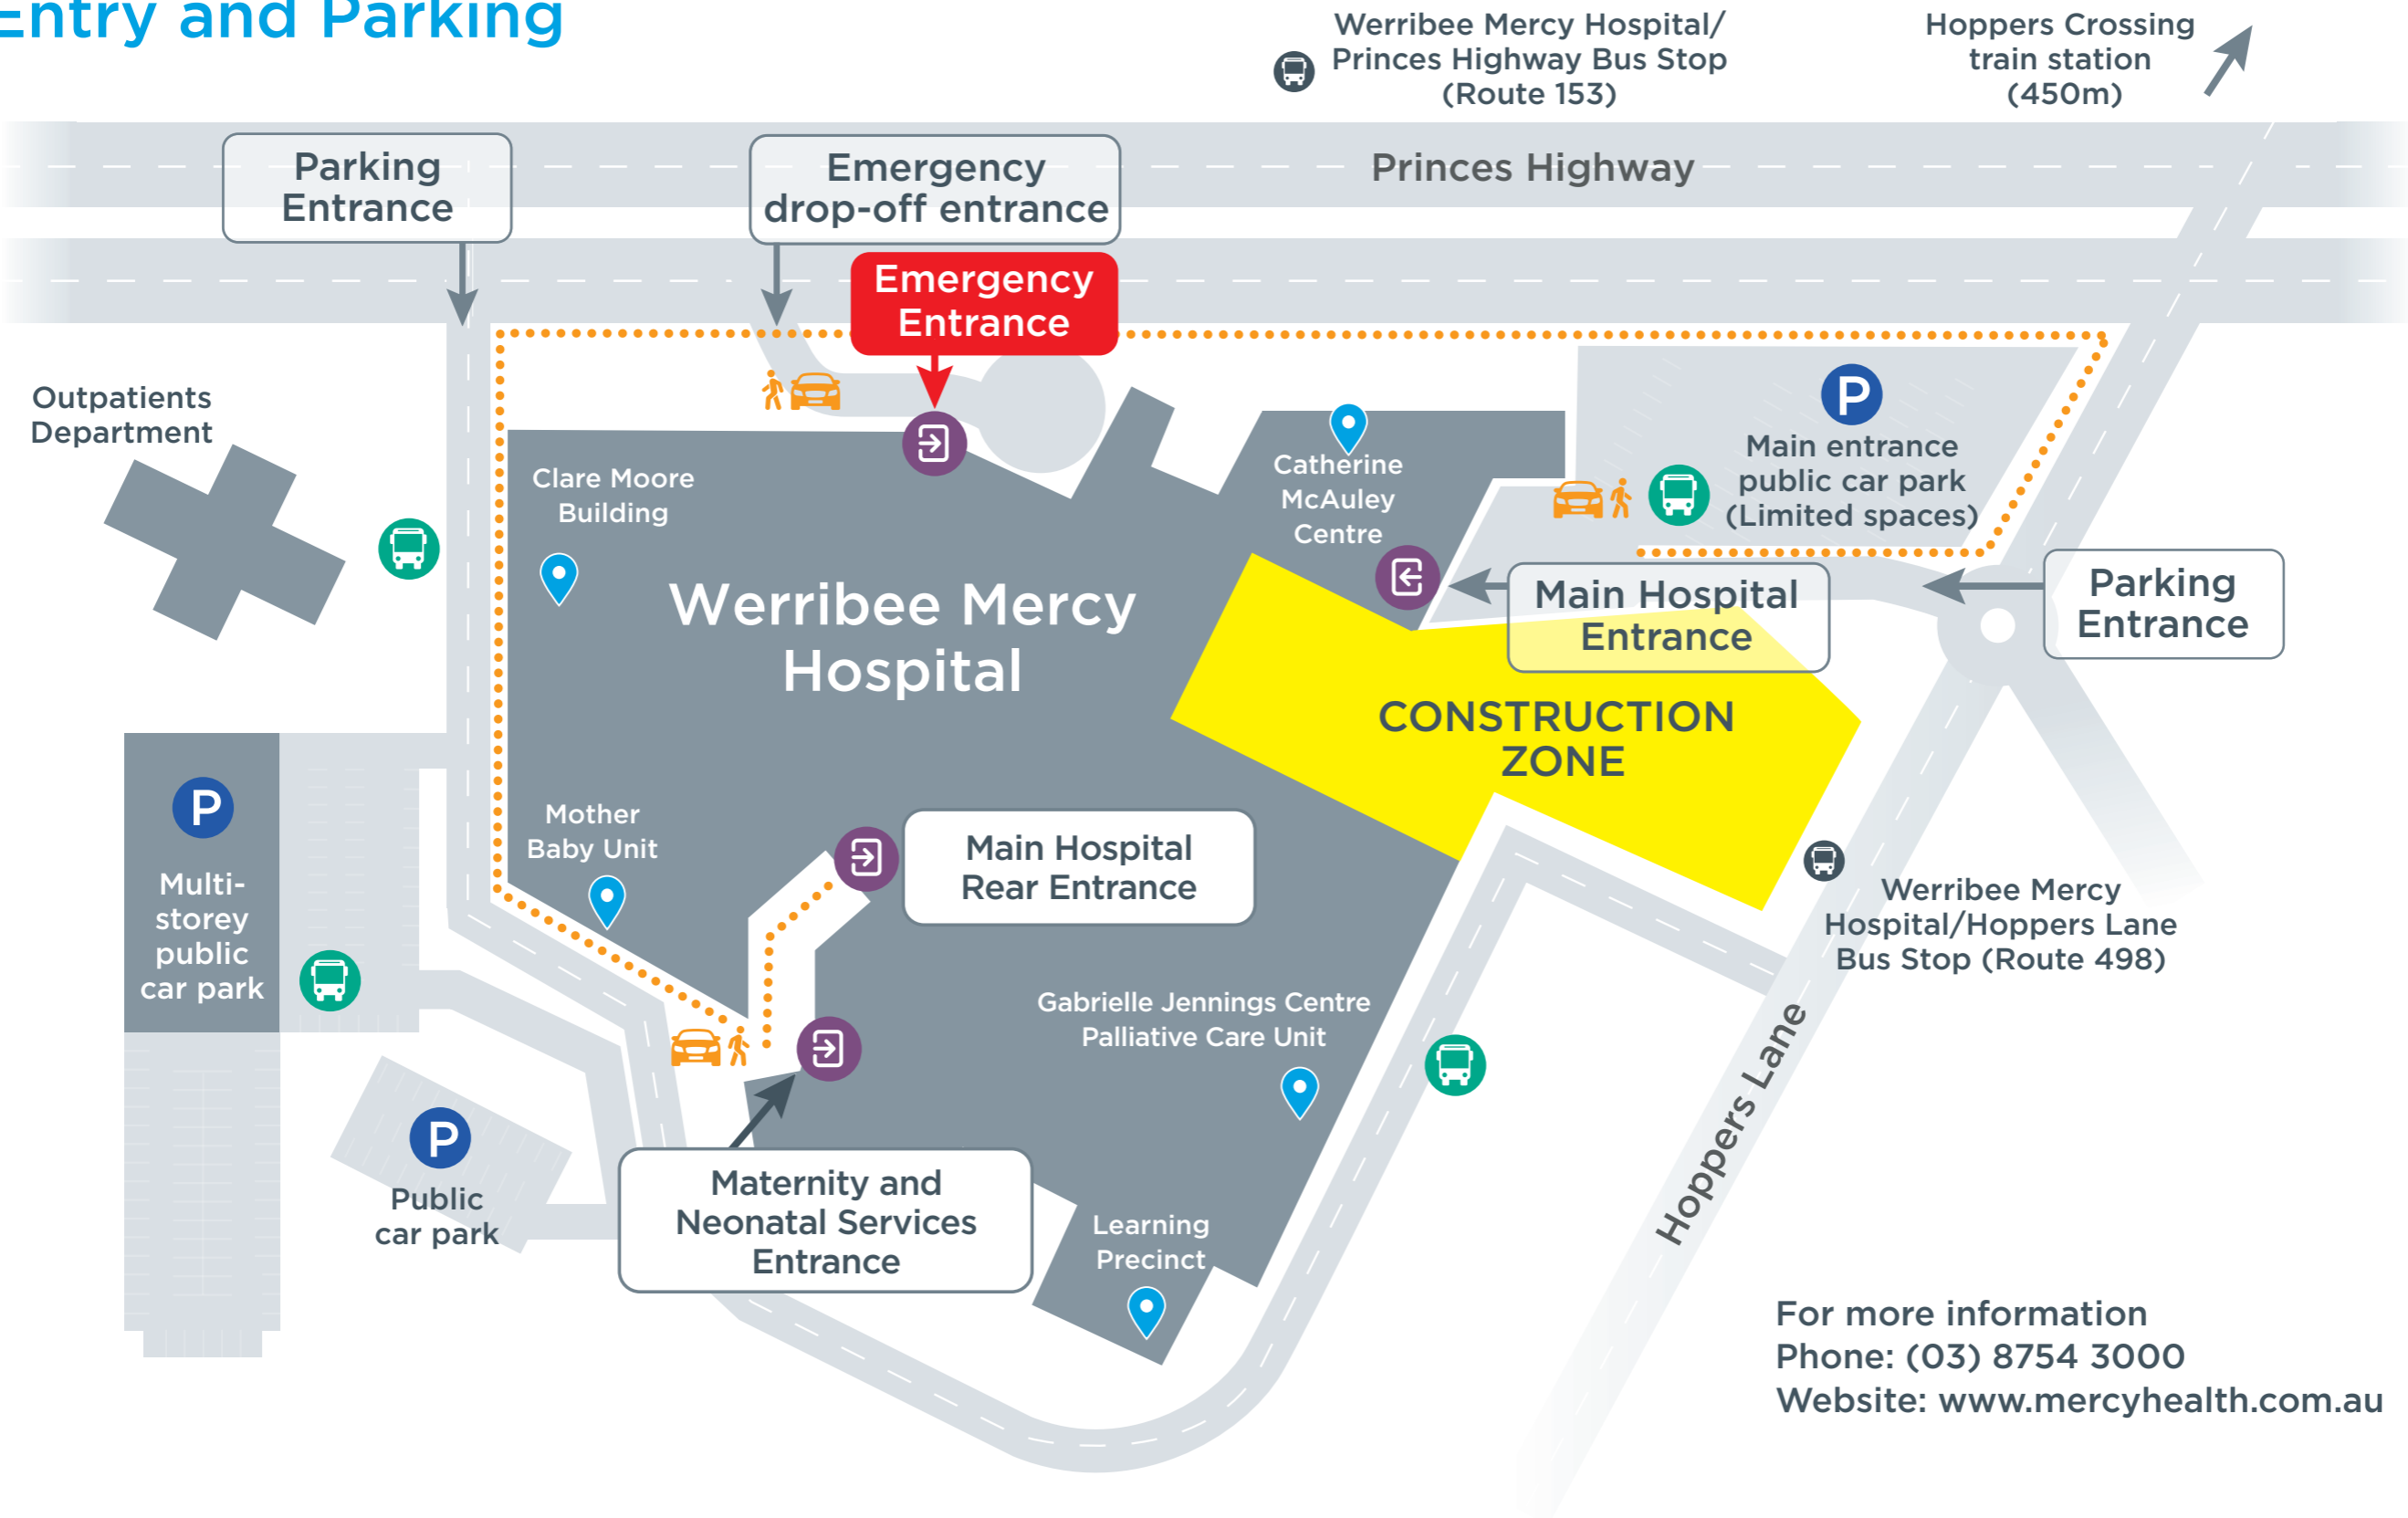 Entry and Parking
Werribee Mercy Hospital/
Princes Highway Bus Stop
(Route 153)
Hoppers Crossing
train station
(450m)
Parking
Entrance
Emergency
drop-off entrance
Princes Highway
Emergency
Entrance
Outpatients
Department
Clare Moore
Building
Catherine
McAuley
Centre
P
Main entrance
public car park
(Limited spaces)
Werribee Mercy
Hospital
Main Hospital
Entrance
Parking
Entrance
CONSTRUCTION
ZONE
P
Multi-
storey
public
car park
Mother
Baby Unit
Main Hospital
Rear Entrance
Werribee Mercy
Hospital/Hoppers Lane
Bus Stop (Route 498)
Gabrielle Jennings Centre
Palliative Care Unit
Hoppers Lane
P
Public
car park
Maternity and
Neonatal Services
Entrance
Learning
Precinct
For more information
Phone: (03) 8754 3000
Website: www.mercyhealth.com.au